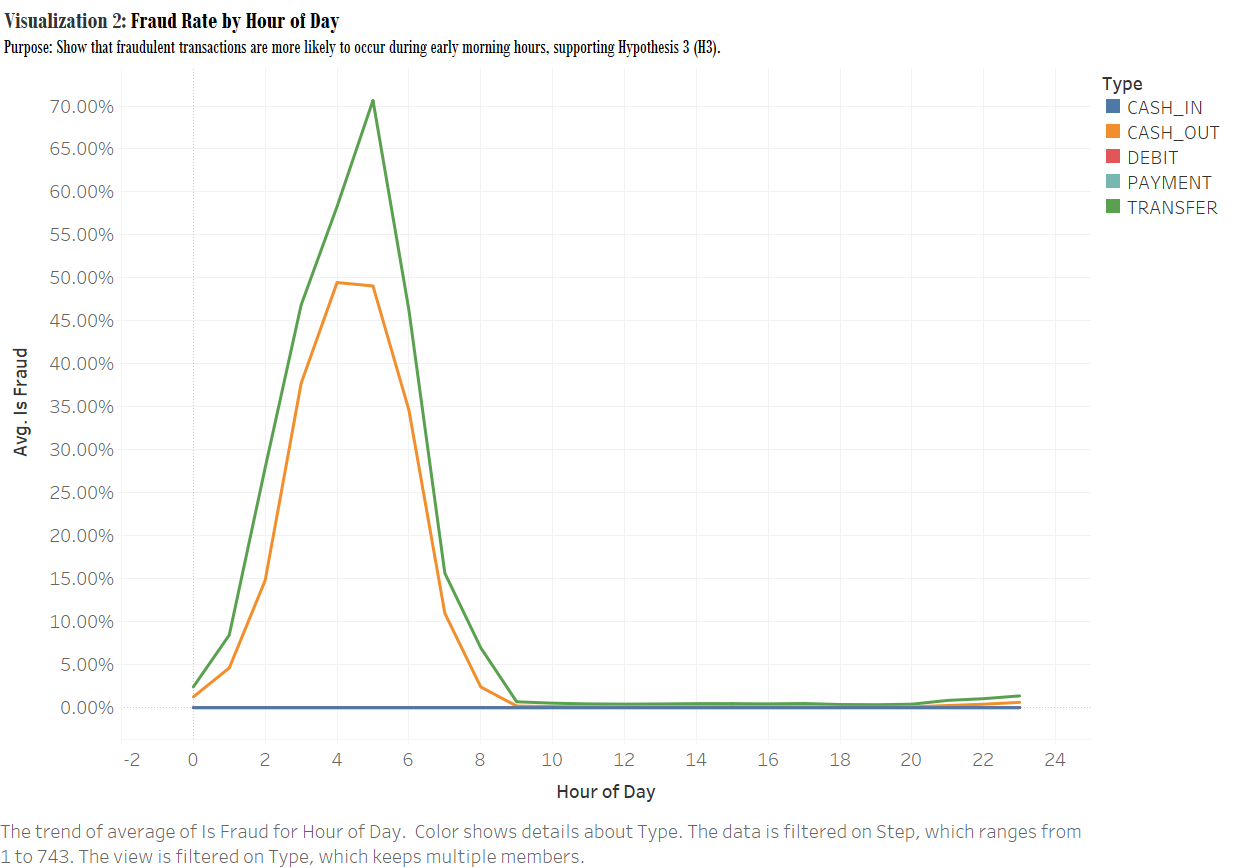 Visualization 2: Fraud Rate by Hour of Day
Purpose: Show that fraudulent transactions are more likely to occur during early morning hours, supporting Hypothesis 3 (H3).
Type
CASH_IN
CASH_OUT
DEBIT
PAYMENT
TRANSFER
Avg. Is Fraud
70.00%
65.00%
60.00%
55.00%
50.00%
45.00%
40.00%
35.00%
30.00%
25.00%
20.00%
15.00%
10.00%
5.00%
0.00%
-2 0 2 4 6 8 10 12 14 16 18 20 22 24
Hour of Day
The trend of average of Is Fraud for Hour of Day. Color shows details about Type. The data is filtered on Step, which ranges from
1 to 743. The view is filtered on Type, which keeps multiple members.